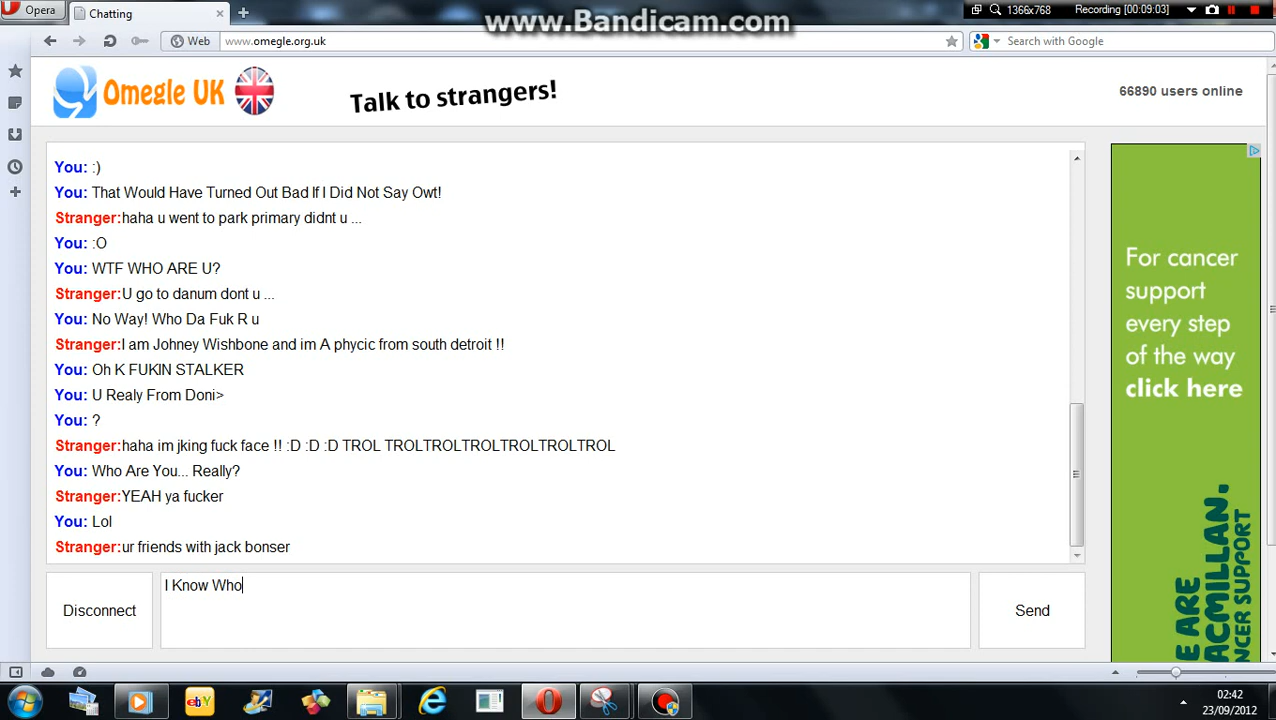 www.Bandicam.com
Opera
Chatting
1366x768
Recording [00:09:03]
Web
www.omegle.org.uk
Search with Google
Omegle UK
Talk to strangers!
66890 users online
You: :)
You: That Would Have Turned Out Bad If I Did Not Say Owt!
Stranger:haha u went to park primary didnt u ...
You: :O
You: WTF WHO ARE U?
Stranger:U go to danum dont u ...
You: No Way! Who Da Fuk R u
Stranger:I am Johney Wishbone and im A phycic from south detroit !!
You: Oh K FUKIN STALKER
You: U Realy From Doni>
You: ?
Stranger:haha im jking fuck face !! :D :D :D TROL TROLTROLTROLTROLTROLTROL
You: Who Are You... Really?
Stranger:YEAH ya fucker
You: Lol
Stranger:ur friends with jack bonser
For cancer
support
every step
of the way
click here
WE ARE
MACMILLAN.
CANCER SUPPORT
Disconnect
I Know Who
Send
ebY
02:42
23/09/2012